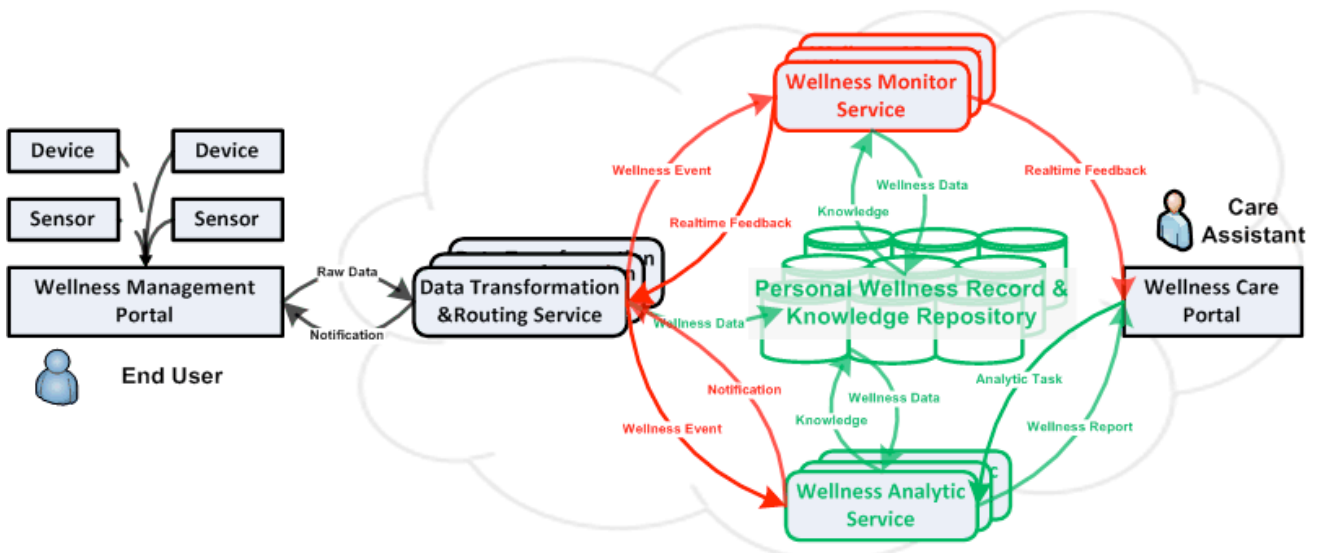 Device
Device
Sensor
Sensor
Wellness Management
Portal
End User
Raw Data
Notification
Data Transformation
&Routing Service
Wellness Event
Realtime Feedback
Wellness Monitor
Service
Knowledge
Wellness Data
Realtime Feedback
Care
Assistant
Wellness Care
Portal
Personal Wellness Record &
Knowledge Repository
Wellness Data
Notification
Wellness Event
Knowledge
Wellness Data
Analytic Task
Wellness Report
Wellness Analytic
Service